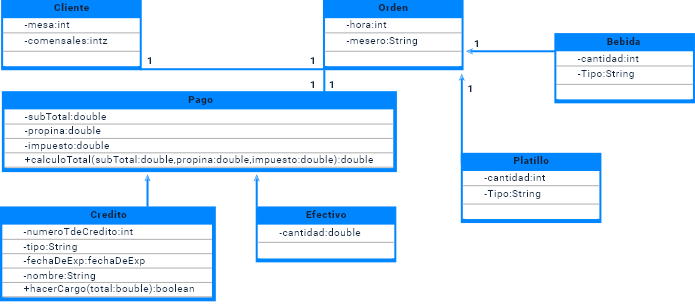 Cliente
-mesa:int
-comensales:intz
Orden
-hora:int
-mesero:String
Bebida
-cantidad:int
-Tipo:String
1
1
1
1
1
1
Pago
-subTotal:double
-propina:double
-impuesto:double
+calculoTotal(subTotal:double,propina:double,impuesto:double):double
Platillo
-cantidad:int
-Tipo:String
Credito
-numeroTdeCredito:int
-tipo:String
-fechaDeExp:fechaDeExp
-nombre:String
+hacerCargo(total:bouble):boolean
Efectivo
-cantidad:double